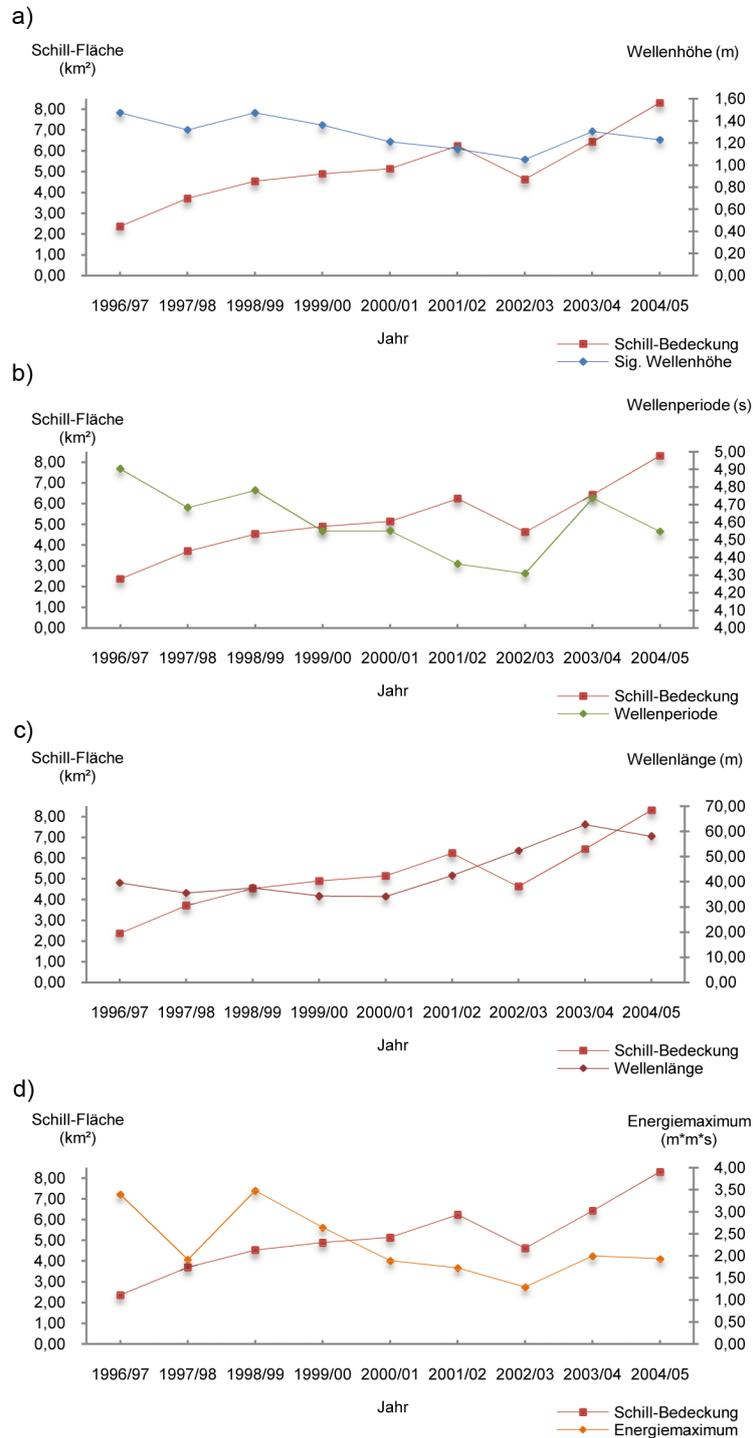 a)
Schill-Fläche
(km²)
Wellenhöhe (m)
8,00
7,00
6,00
5,00
4,00
3,00
2,00
1,00
0,00
1,60
1,40
1,20
1,00
0,80
0,60
0,40
0,20
0,00
1996/97 1997/98 1998/99 1999/00 2000/01 2001/02 2002/03 2003/04 2004/05
Jahr
Schill-Bedeckung
Sig. Wellenhöhe
b)
Schill-Fläche
(km²)
Wellenperiode (s)
8,00
7,00
6,00
5,00
4,00
3,00
2,00
1,00
0,00
5,00
4,90
4,80
4,70
4,60
4,50
4,40
4,30
4,20
4,10
4,00
1996/97 1997/98 1998/99 1999/00 2000/01 2001/02 2002/03 2003/04 2004/05
Jahr
Schill-Bedeckung
Wellenperiode
c)
Schill-Fläche
(km²)
Wellenlänge (m)
8,00
7,00
6,00
5,00
4,00
3,00
2,00
1,00
0,00
70,00
60,00
50,00
40,00
30,00
20,00
10,00
0,00
1996/97 1997/98 1998/99 1999/00 2000/01 2001/02 2002/03 2003/04 2004/05
Jahr
Schill-Bedeckung
Wellenlänge
d)
Schill-Fläche
(km²)
Energiemaximum
(m*m*s)
8,00
7,00
6,00
5,00
4,00
3,00
2,00
1,00
0,00
4,00
3,50
3,00
2,50
2,00
1,50
1,00
0,50
0,00
1996/97 1997/98 1998/99 1999/00 2000/01 2001/02 2002/03 2003/04 2004/05
Jahr
Schill-Bedeckung
Energiemaximum